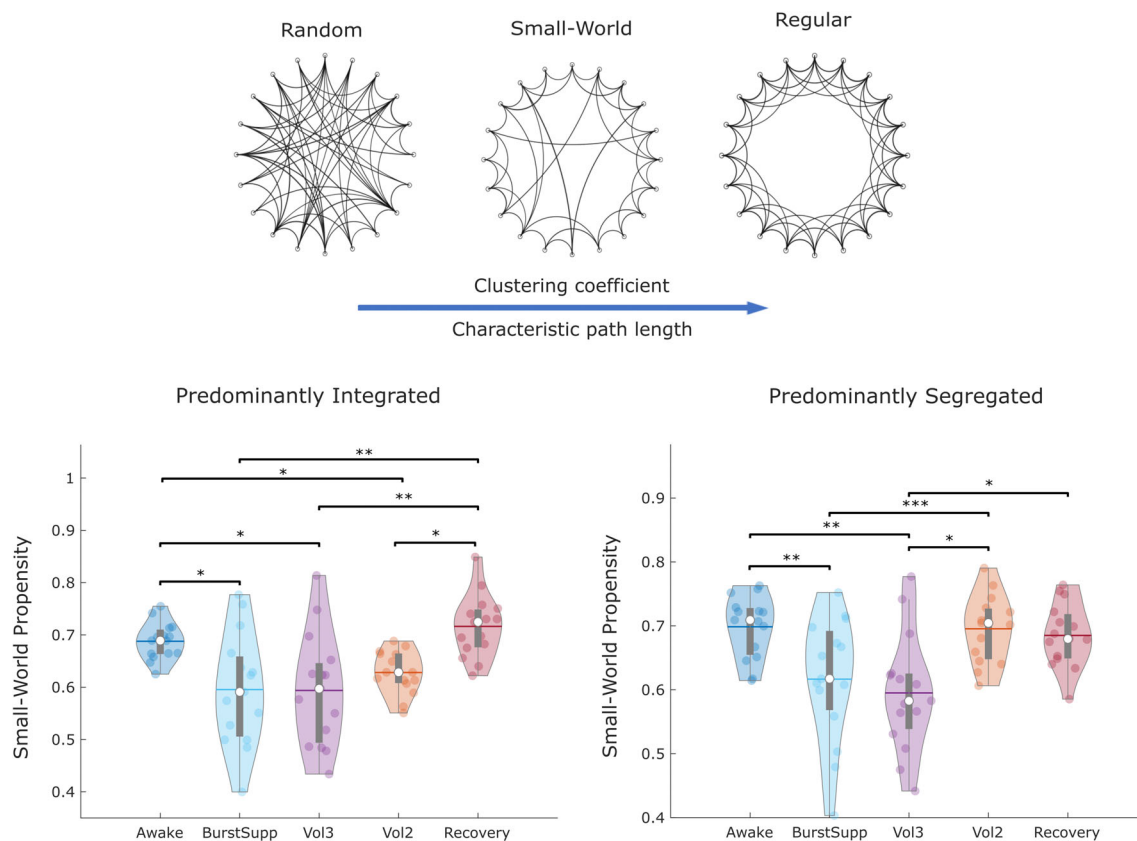 Random
Small-World
Regular
Clustering coefficient
Characteristic path length
Predominantly Integrated
Small-World Propensity
1
0.9
0.8
0.7
0.6
0.5
0.4
**
*
**
*
*
*
Awake BurstSupp Vol3 Vol2 Recovery
Predominantly Segregated
Small-World Propensity
0.9
0.8
0.7
0.6
0.5
0.4
*
***
**
*
**
Awake BurstSupp Vol3 Vol2 Recovery